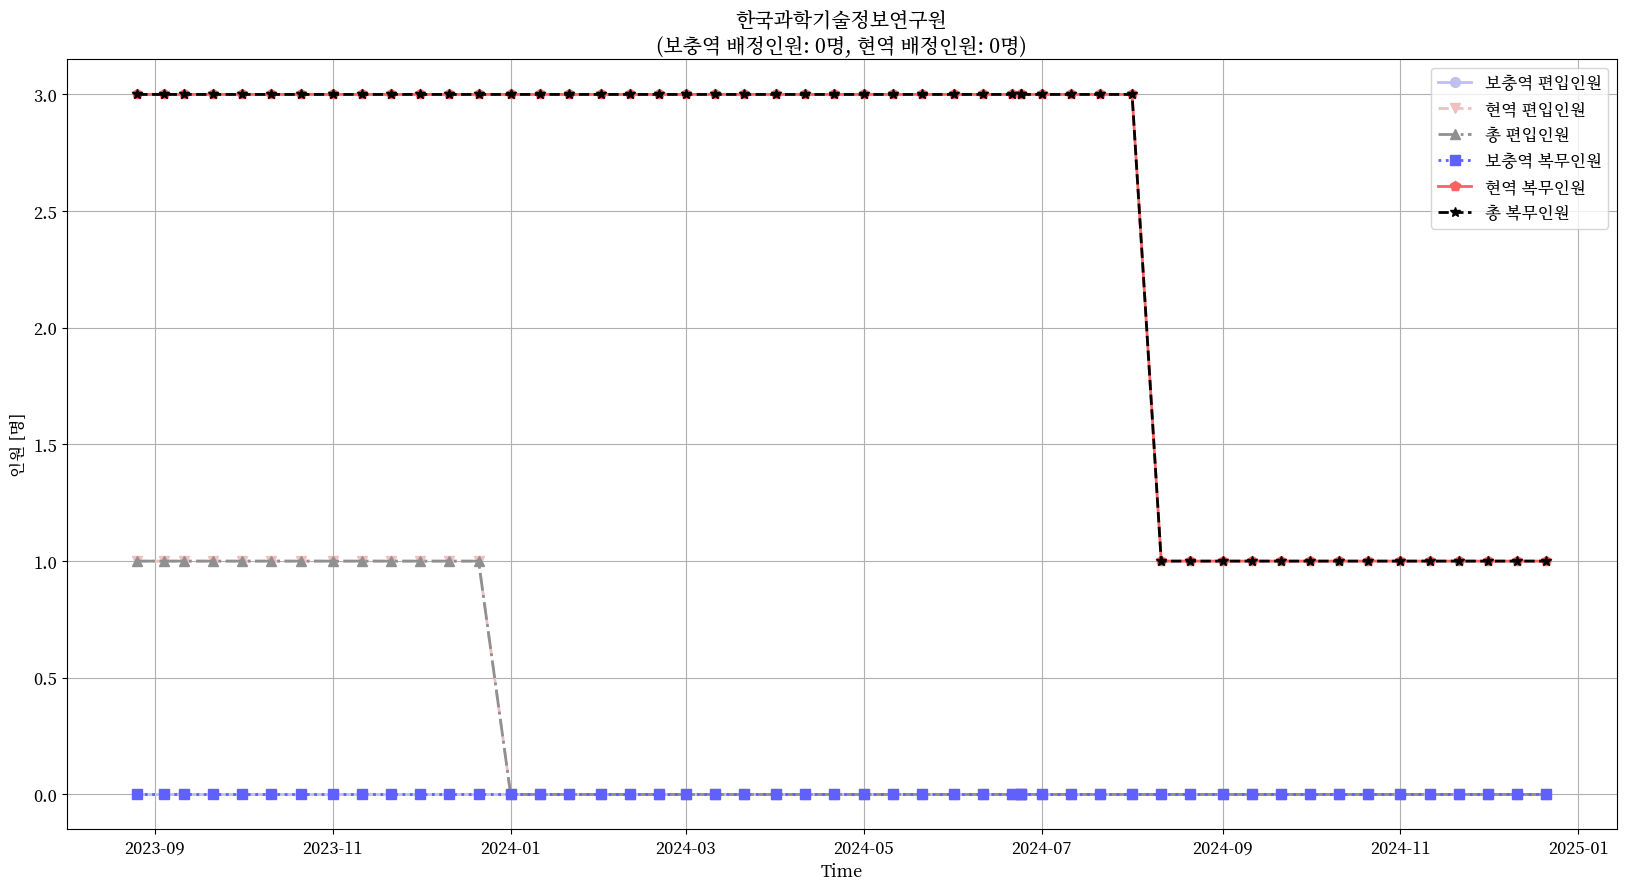 한국과학기술정보연구원
(보충역 배정인원: 0명, 현역 배정인원: 0명)
보충역 편입인원
현역 편입인원
총 편입인원
보충역 복무인원
현역 복무인원
총 복무인원
인원 [명]
3.0
2.5
2.0
1.5
1.0
0.5
0.0
2023-09
2023-11
2024-01
2024-03
2024-05
2024-07
2024-09
2024-11
2025-01
Time